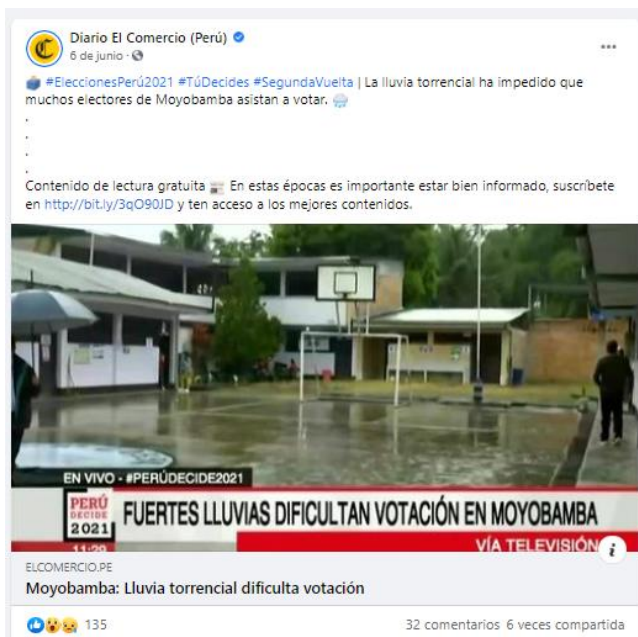 Diario El Comercio (Perú)
6 de junio ·
#EleccionesPerú2021 #TúDecides #SegundaVuelta | La lluvia torrencial ha impedido que
muchos electores de Moyobamba asistan a votar.
.
.
.
.
Contenido de lectura gratuita En estas épocas es importante estar bien informado, suscríbete
en http://bit.ly/3qO90JD y ten acceso a los mejores contenidos.
EN VIVO - #PERÚDECIDE2021
PERÚ
DECIDE
2021
FUERTES LLUVIAS DIFICULTAN VOTACIÓN EN MOYOBAMBA
11:29
VÍA TELEVISIÓN
ELCOMERCIO.PE
Moyobamba: Lluvia torrencial dificulta votación
135
32 comentarios 6 veces compartida